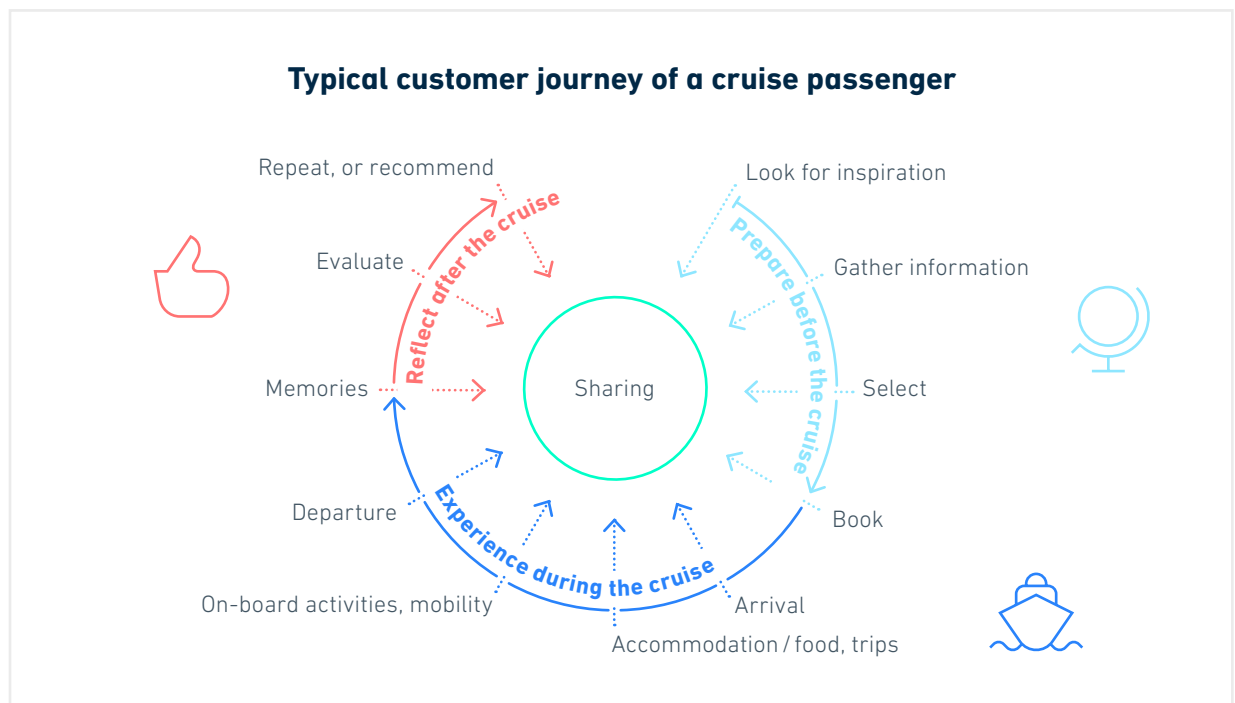 Typical customer journey of a cruise passenger
Look for inspiration
Gather information
Select
Book
Prepare before the cruise
Arrival
Accommodation / food, trips
On-board activities, mobility
Departure
Experience during the cruise
Memories
Evaluate
Repeat, or recommend
Reflect after the cruise
Sharing